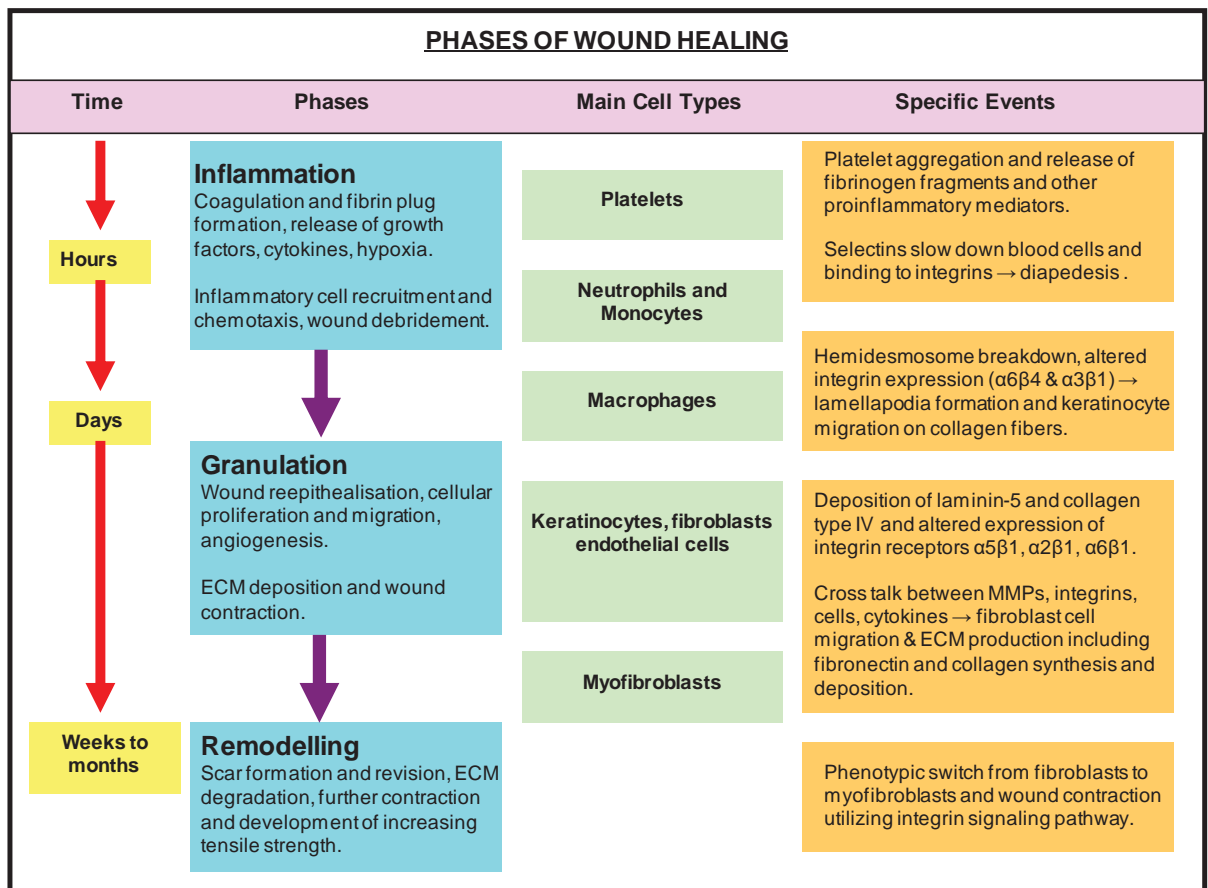 PHASES OF WOUND HEALING
Time Phases Main Cell Types Specific Events
Hours
Days
Weeks to
months
Inflammation
Coagulation and fibrin plug
formation, release of growth
factors, cytokines, hypoxia.
Inflammatory cell recruitment and
chemotaxis, wound debridement.
Granulation
Wound reepithealisation, cellular
proliferation and migration,
angiogenesis.
ECM deposition and wound
contraction.
Remodelling
Scar formation and revision, ECM
degradation, further contraction
and development of increasing
tensile strength.
Platelets
Neutrophils and
Monocytes
Macrophages
Keratinocytes, fibroblasts
endothelial cells
Myofibroblasts
Platelet aggregation and release of
fibrinogen fragments and other
proinflammatory mediators.
Selectins slow down blood cells and
binding to integrins → diapedesis .
Hemidesmosome breakdown, altered
integrin expression (α6β4 & α3β1) →
lamellapodia formation and keratinocyte
migration on collagen fibers.
Deposition of laminin-5 and collagen
type IV and altered expression of
integrin receptors α5β1, α2β1, α6β1.
Cross talk between MMPs, integrins,
cells, cytokines → fibroblast cell
migration & ECM production including
fibronectin and collagen synthesis and
deposition.
Phenotypic switch from fibroblasts to
myofibroblasts and wound contraction
utilizing integrin signaling pathway.